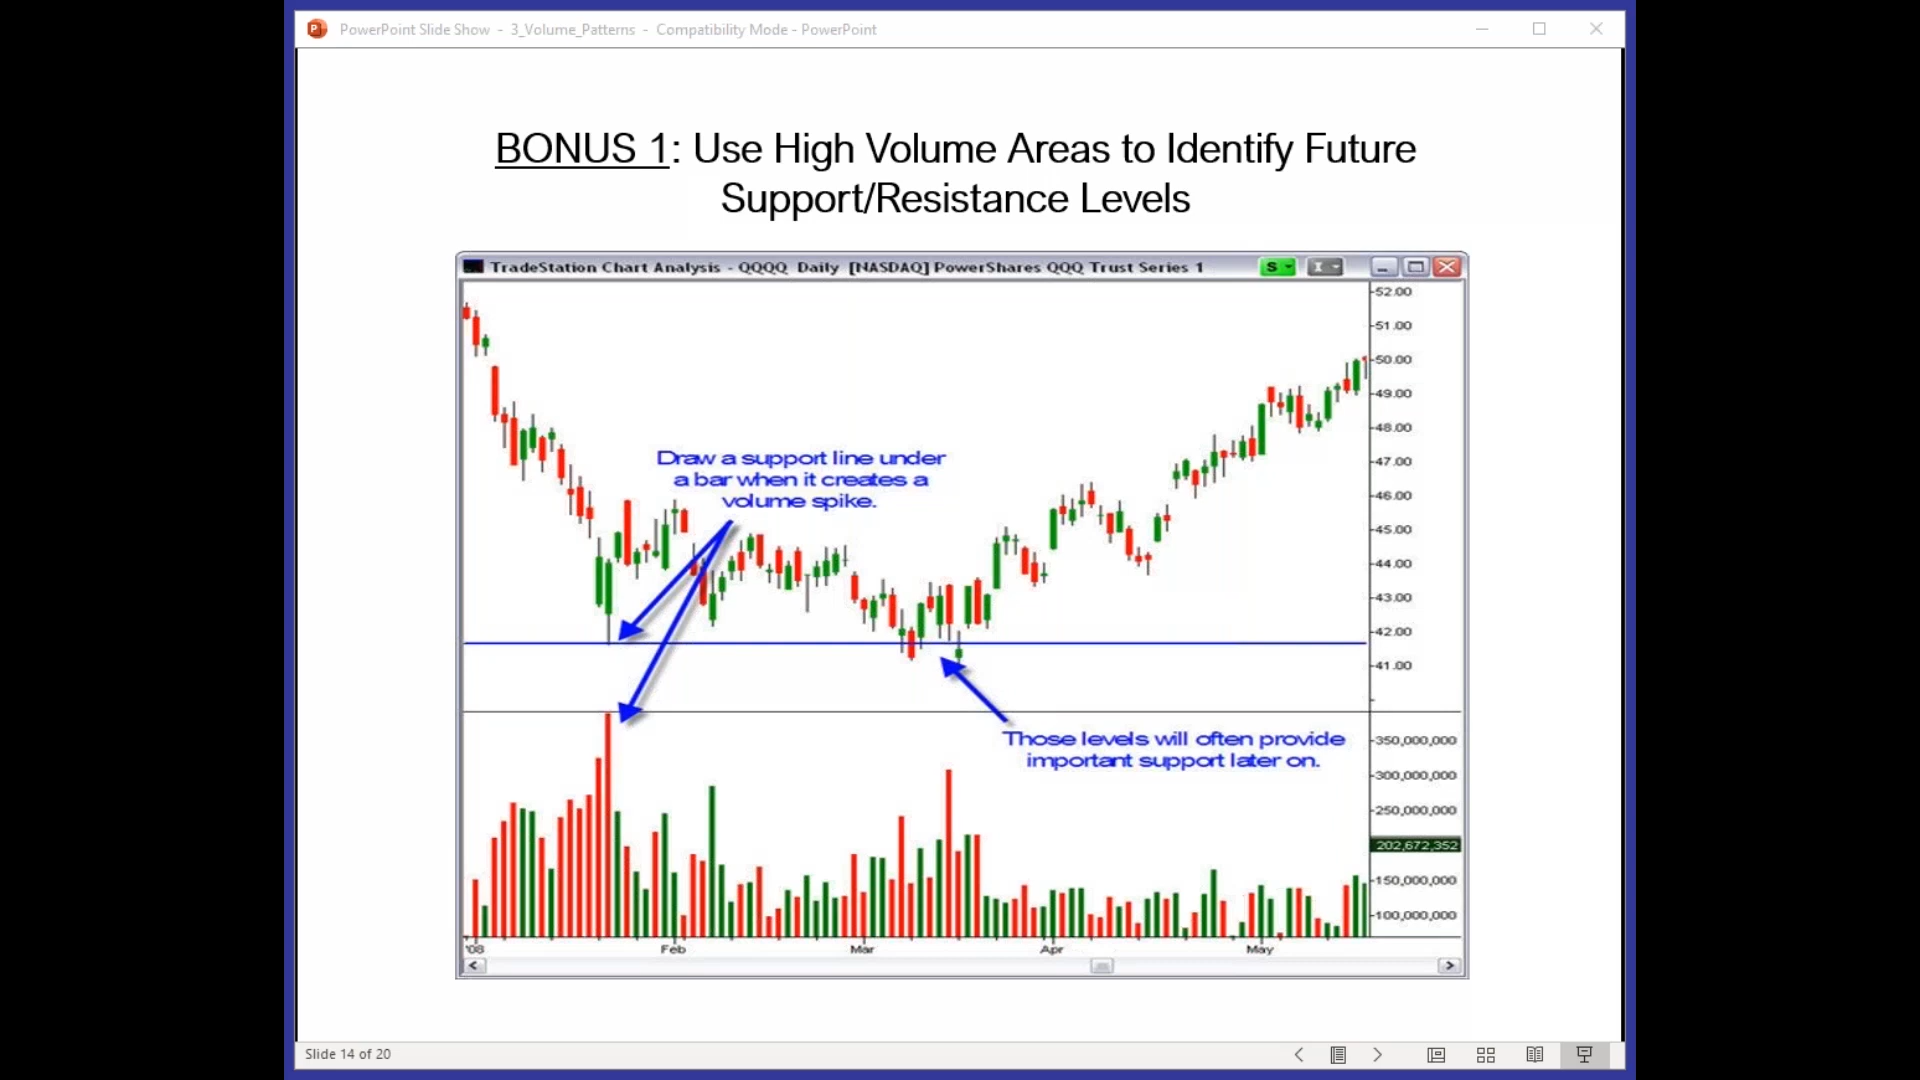 PowerPoint Slide Show - 3_Volume_Patterns - Compatibility Mode - PowerPoint
BONUS 1: Use High Volume Areas to Identify Future
Support/Resistance Levels
TradeStation Chart Analysis - QQQQ Daily [NASDAQ] PowerShares QQQ Trust Series 1
S
I
52.00
51.00
50.00
49.00
48.00
47.00
46.00
45.00
44.00
43.00
42.00
41.00
Draw a support line under
a bar when it creates a
volume spike.
Those levels will often provide
important support later on.
350,000,000
300,000,000
250,000,000
202,672,352
150,000,000
100,000,000
'08 Feb Mar Apr May
Slide 14 of 20